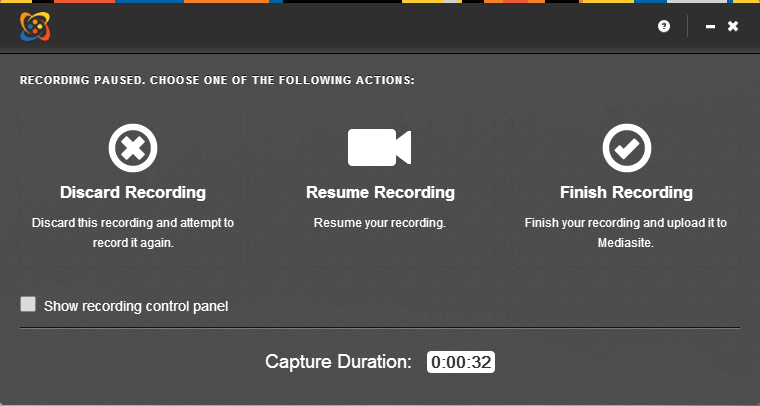 RECORDING PAUSED. CHOOSE ONE OF THE FOLLOWING ACTIONS:
Discard Recording
Discard this recording and attempt to
record it again.
Resume Recording
Resume your recording.
Finish Recording
Finish your recording and upload it to
Mediasite.
Show recording control panel
Capture Duration: 0:00:32